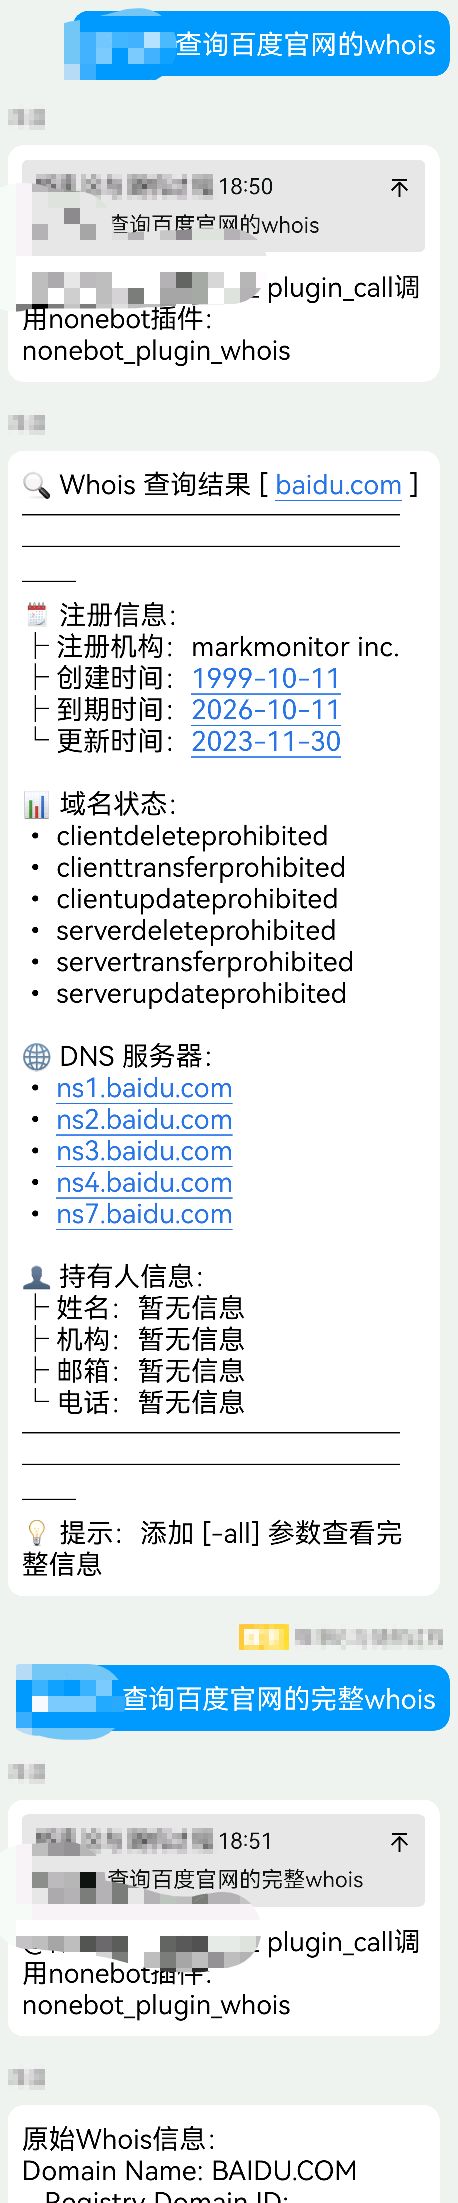 查询百度官网的whois
18:50
查询百度官网的whois
plugin_call调
用nonebot插件：
nonebot_plugin_whois
🔍 Whois 查询结果 [ baidu.com ]
🗓️ 注册信息：
├ 注册机构：markmonitor inc.
├ 创建时间：1999-10-11
├ 到期时间：2026-10-11
└ 更新时间：2023-11-30
📊 域名状态：
• clientdeleteprohibited
• clienttransferprohibited
• clientupdateprohibited
• serverdeleteprohibited
• servertransferprohibited
• serverupdateprohibited
🌐 DNS 服务器：
• ns1.baidu.com
• ns2.baidu.com
• ns3.baidu.com
• ns4.baidu.com
• ns7.baidu.com
👤 持有人信息：
├ 姓名：暂无信息
├ 机构：暂无信息
├ 邮箱：暂无信息
└ 电话：暂无信息
💡 提示：添加 [-all] 参数查看完
整信息
查询百度官网的完整whois
18:51
查询百度官网的完整whois
plugin_call调
用nonebot插件：
nonebot_plugin_whois
原始Whois信息：
Domain Name: BAIDU.COM
Registry Domain ID: